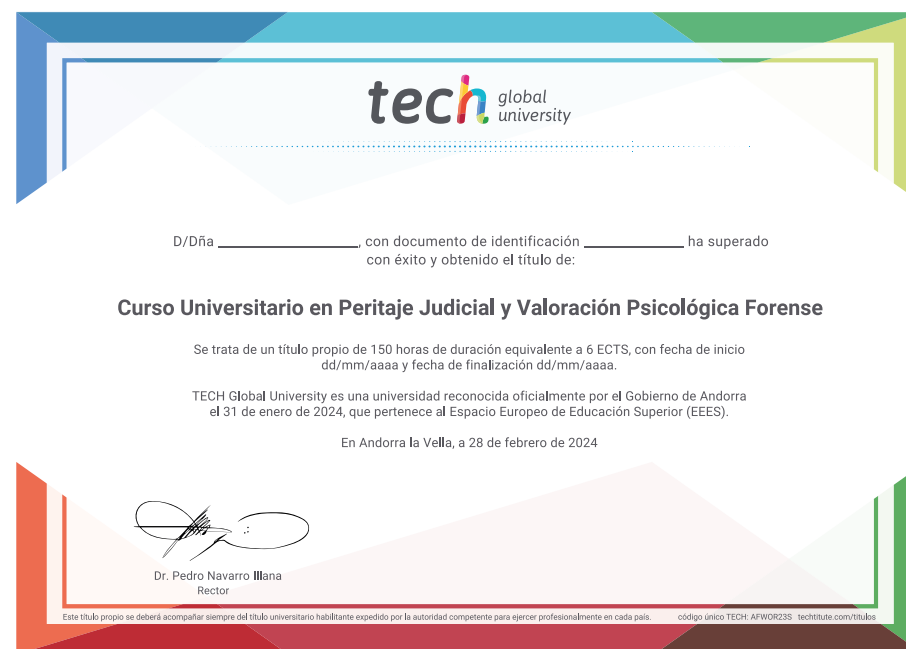 tech global university
D/Dña ____________________, con documento de identificación ______________ ha superado
con éxito y obtenido el título de:
Curso Universitario en Peritaje Judicial y Valoración Psicológica Forense
Se trata de un título propio de 150 horas de duración equivalente a 6 ECTS, con fecha de inicio
dd/mm/aaaa y fecha de finalización dd/mm/aaaa.
TECH Global University es una universidad reconocida oficialmente por el Gobierno de Andorra
el 31 de enero de 2024, que pertenece al Espacio Europeo de Educación Superior (EEES).
En Andorra la Vella, a 28 de febrero de 2024
Dr. Pedro Navarro Illana
Rector
Este título propio se deberá acompañar siempre del título universitario habilitante expedido por la autoridad competente para ejercer profesionalmente en cada país. código único TECH: AFWOR23S techtitute.com/titulos